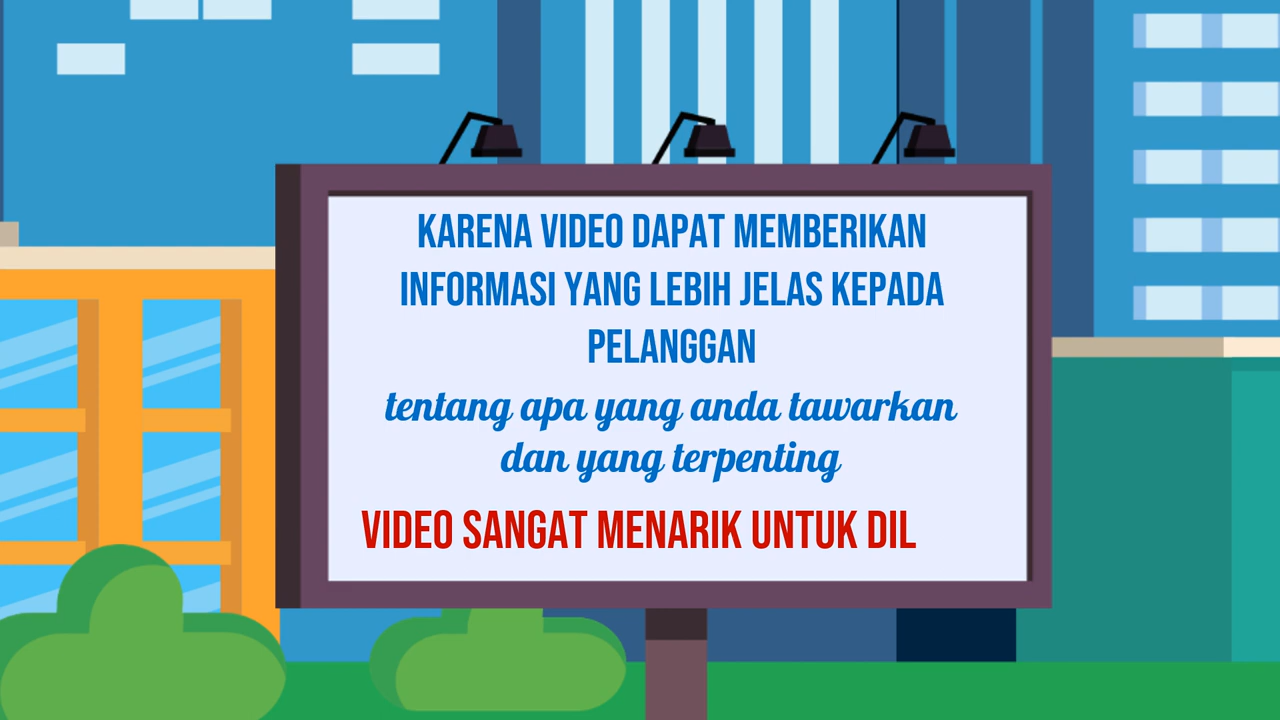 KARENA VIDEO DAPAT MEMBERIKAN
INFORMASI YANG LEBIH JELAS KEPADA
PELANGGAN
tentang apa yang anda tawarkan
dan yang terpenting
VIDEO SANGAT MENARIK UNTUK DIL